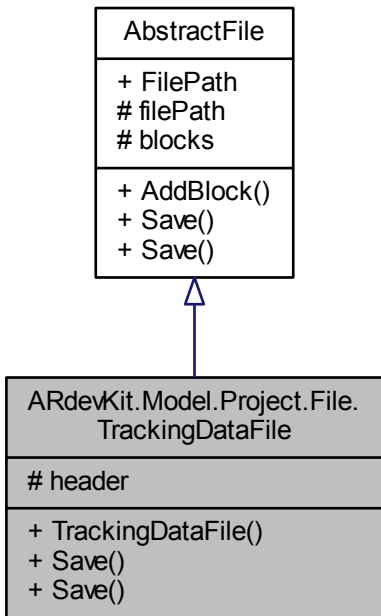 AbstractFile
+ FilePath
# filePath
# blocks
+ AddBlock()
+ Save()
+ Save()
ARdevKit.Model.Project.File.
TrackingDataFile
# header
+ TrackingDataFile()
+ Save()
+ Save()